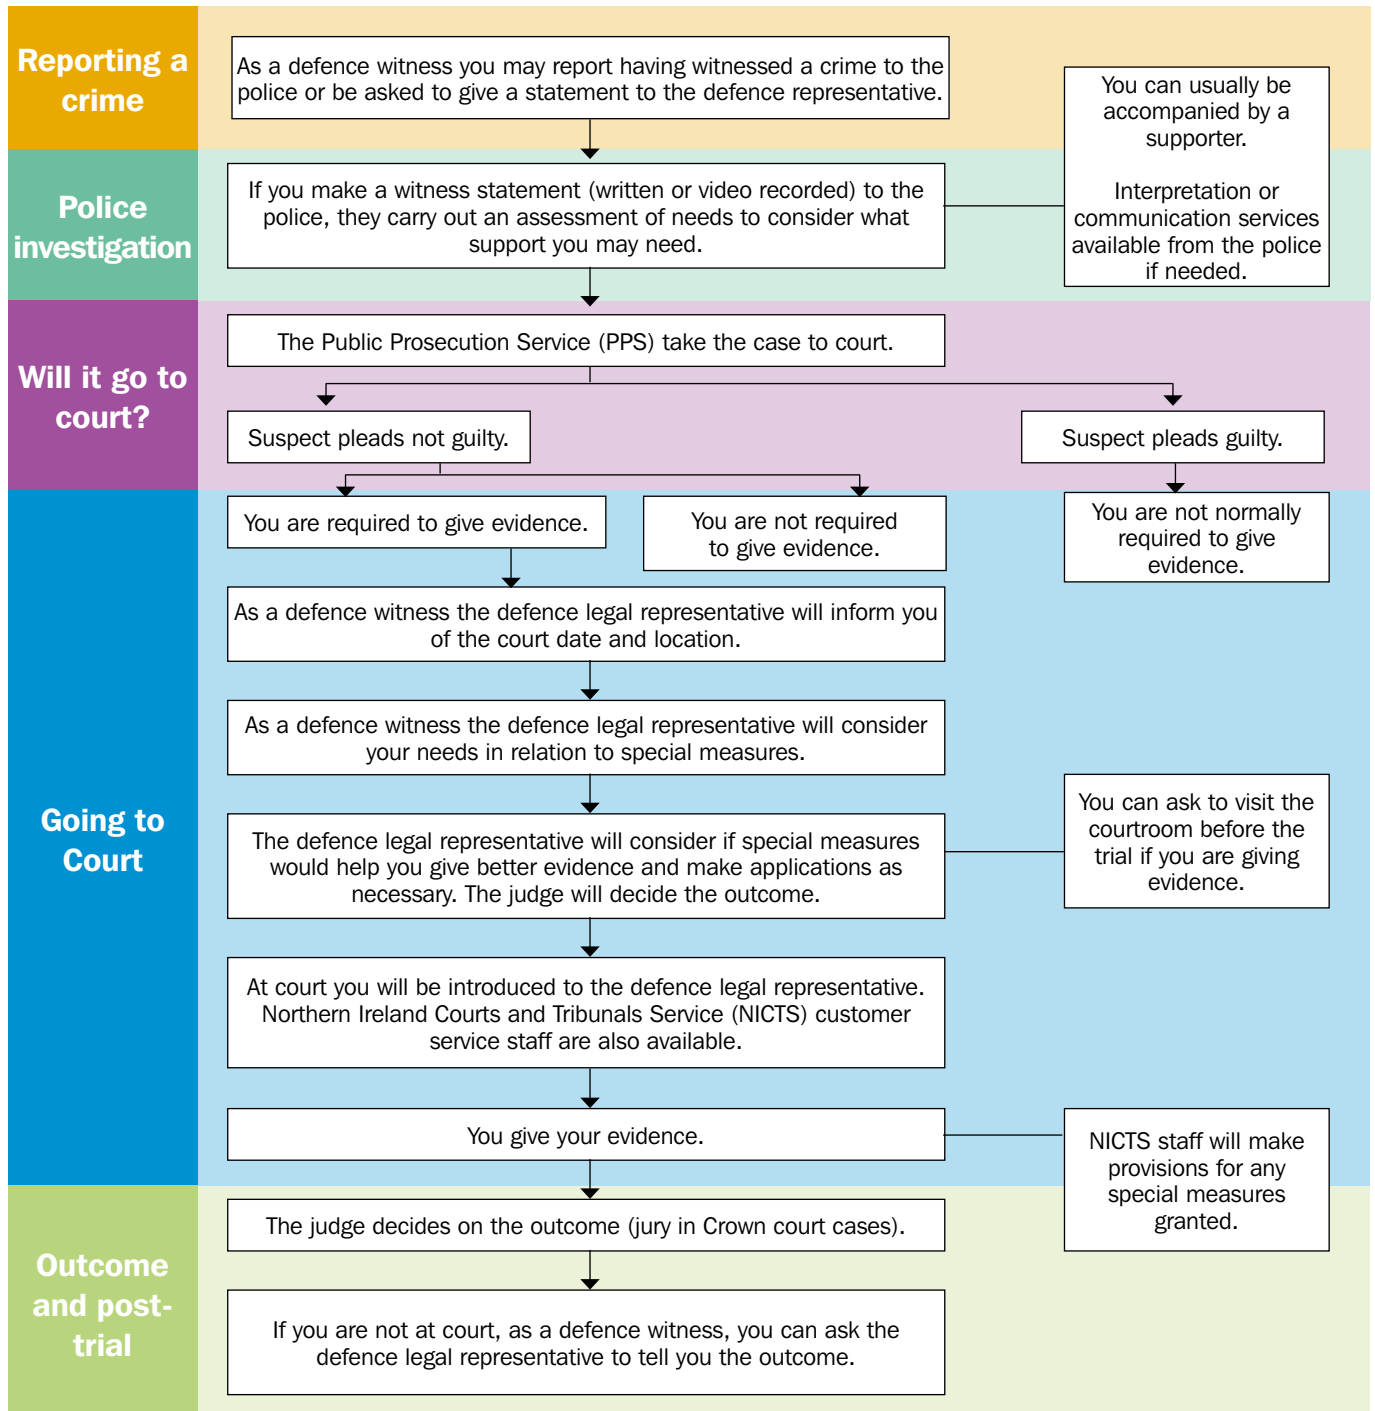 Reporting a
crime
As a defence witness you may report having witnessed a crime to the
police or be asked to give a statement to the defence representative.
You can usually be
accompanied by a
supporter.
Interpretation or
communication services
available from the police
if needed.
Police
investigation
If you make a witness statement (written or video recorded) to the
police, they carry out an assessment of needs to consider what
support you may need.
Will it go to
court?
The Public Prosecution Service (PPS) take the case to court.
Suspect pleads not guilty.
Suspect pleads guilty.
Going to
Court
You are required to give evidence.
You are not required
to give evidence.
You are not normally
required to give
evidence.
As a defence witness the defence legal representative will inform you
of the court date and location.
As a defence witness the defence legal representative will consider
your needs in relation to special measures.
The defence legal representative will consider if special measures
would help you give better evidence and make applications as
necessary. The judge will decide the outcome.
You can ask to visit the
courtroom before the
trial if you are giving
evidence.
At court you will be introduced to the defence legal representative.
Northern Ireland Courts and Tribunals Service (NICTS) customer
service staff are also available.
You give your evidence.
NICTS staff will make
provisions for any
special measures
granted.
Outcome
and post-
trial
The judge decides on the outcome (jury in Crown court cases).
If you are not at court, as a defence witness, you can ask the
defence legal representative to tell you the outcome.